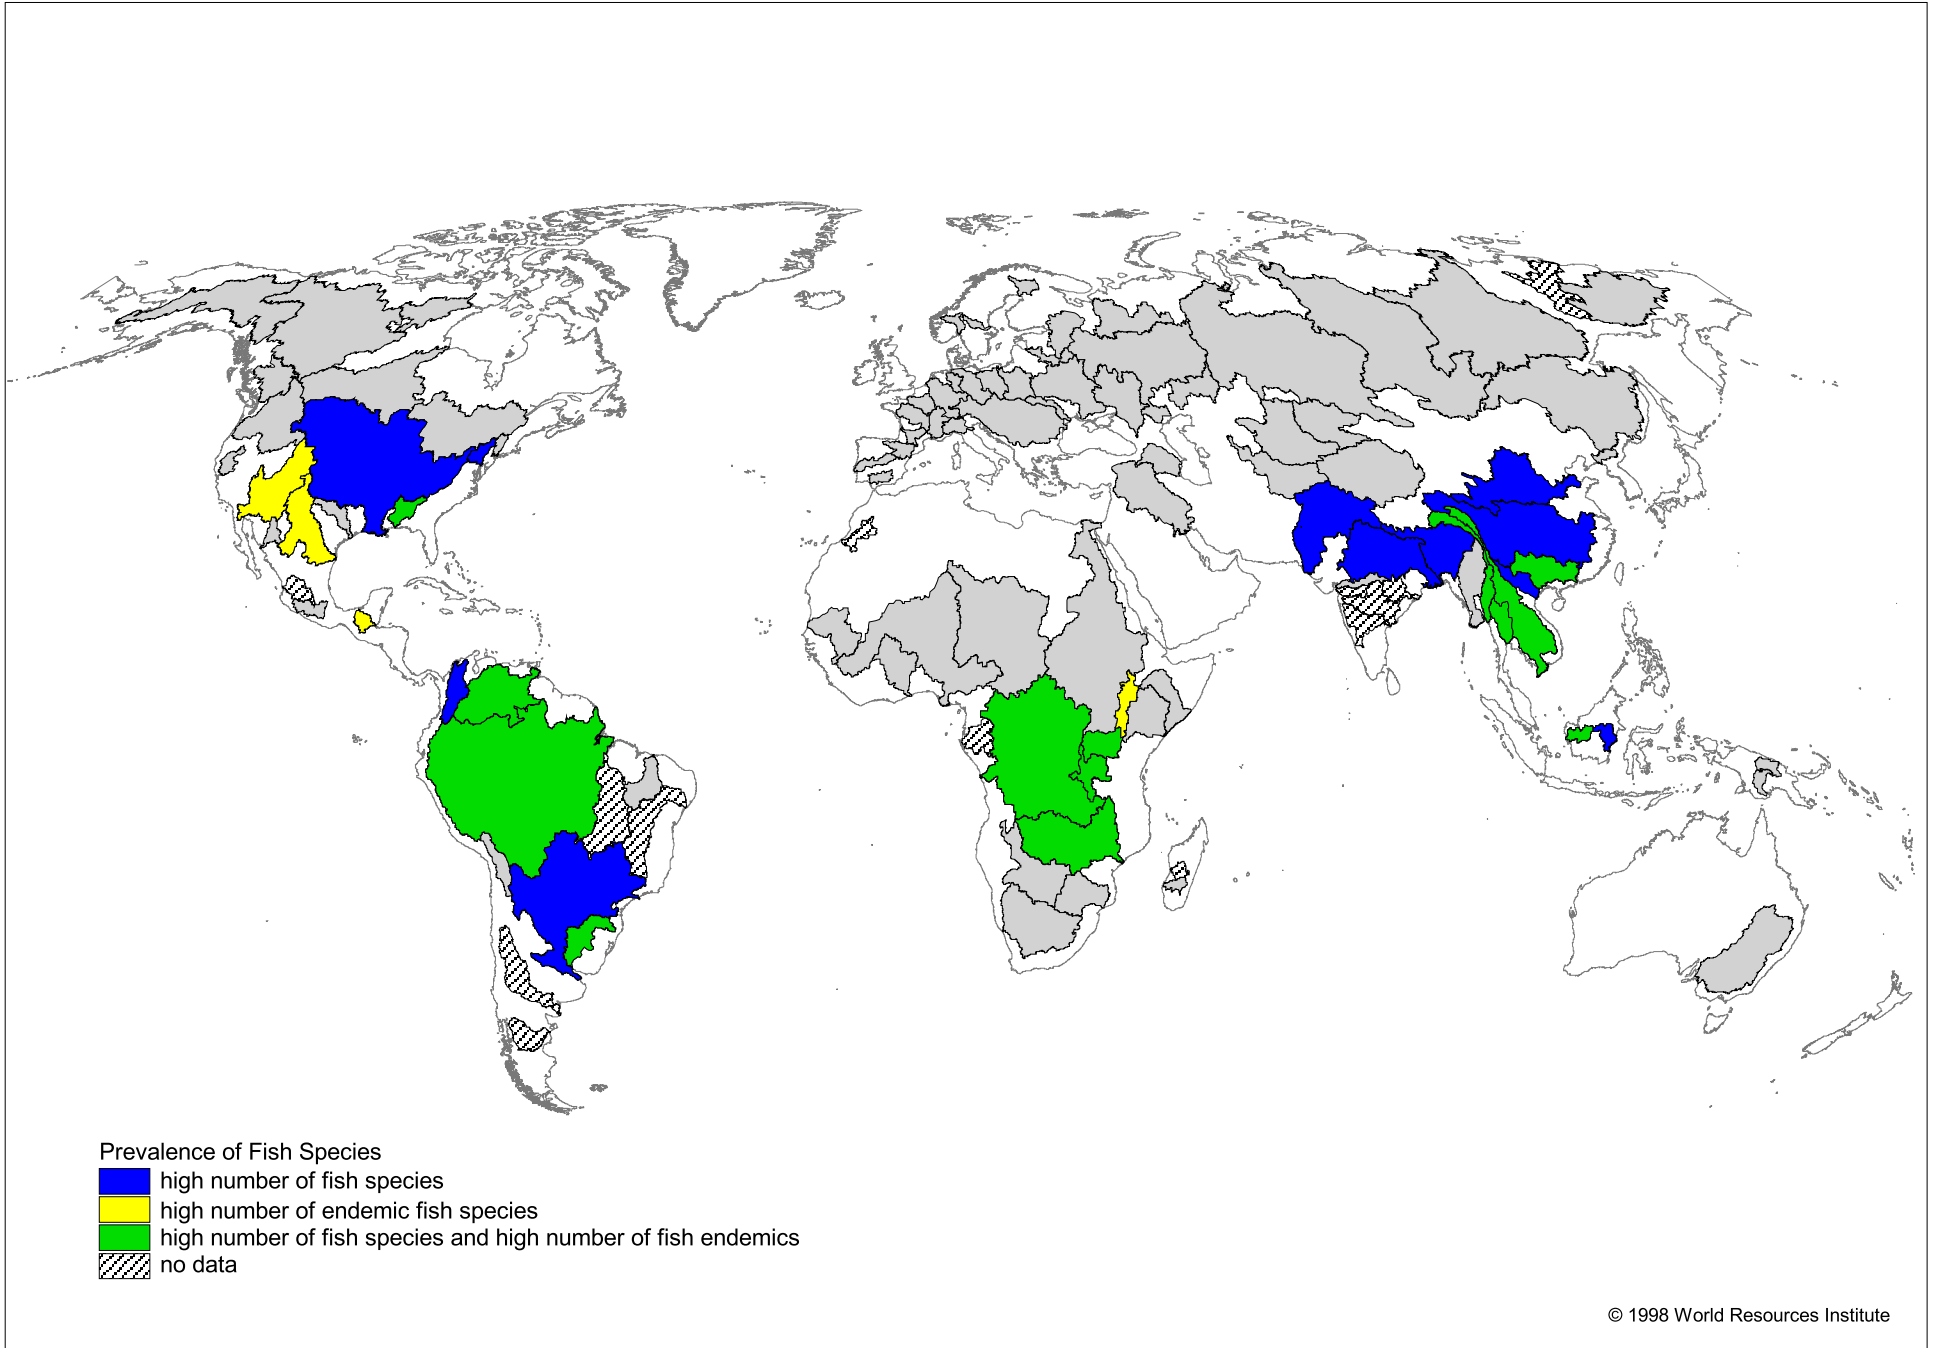 Prevalence of Fish Species
high number of fish species
high number of endemic fish species
high number of fish species and high number of fish endemics
no data
© 1998 World Resources Institute